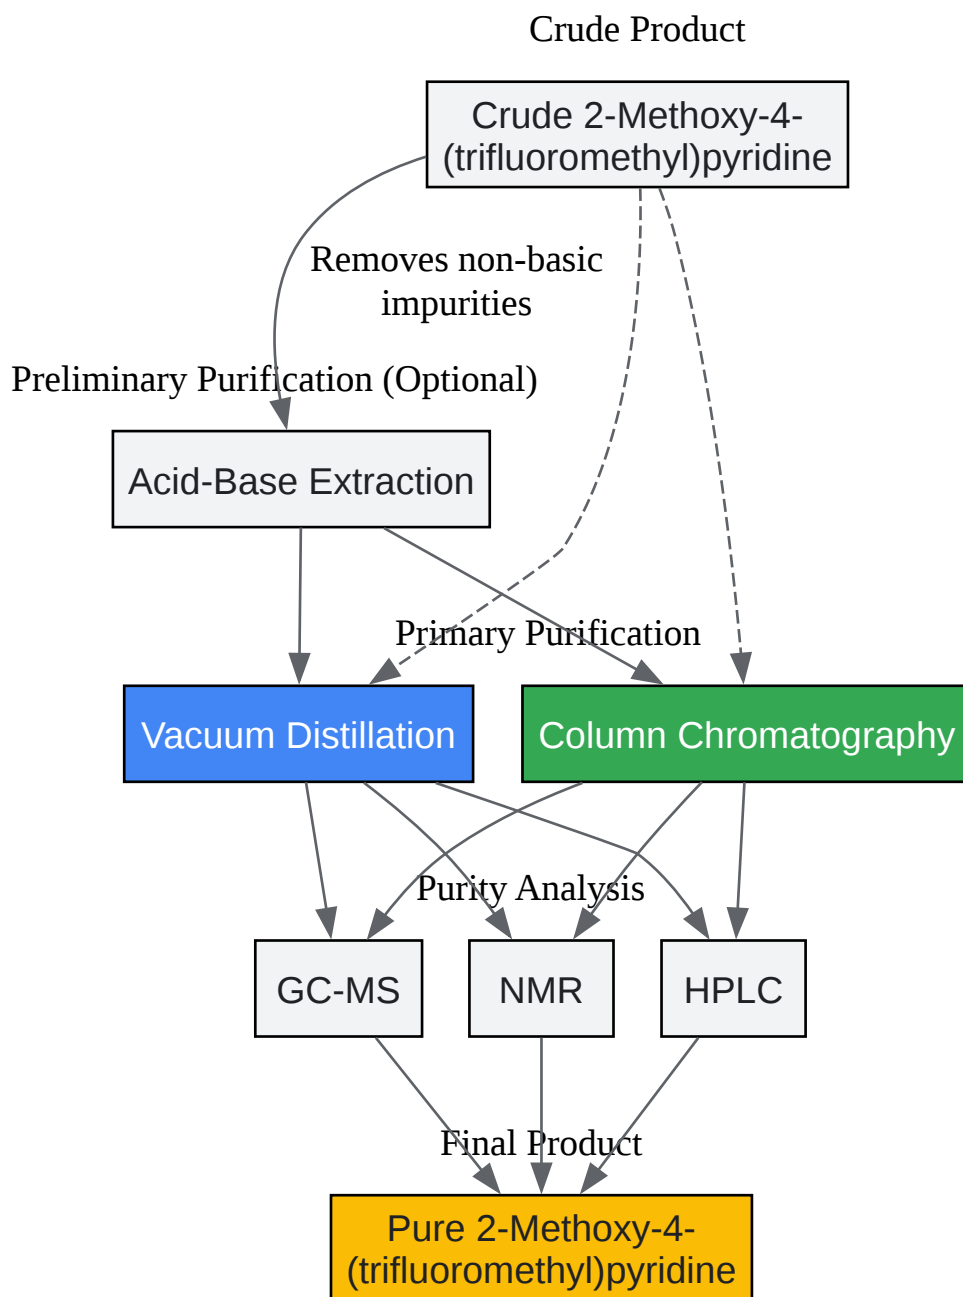 Crude Product
Crude 2-Methoxy-4-
(trifluoromethyl)pyridine
Removes non-basic
impurities
Preliminary Purification (Optional)
Acid-Base Extraction
Primary Purification
Vacuum Distillation
Column Chromatography
Purity Analysis
GC-MS
NMR
HPLC
Final Product
Pure 2-Methoxy-4-
(trifluoromethyl)pyridine